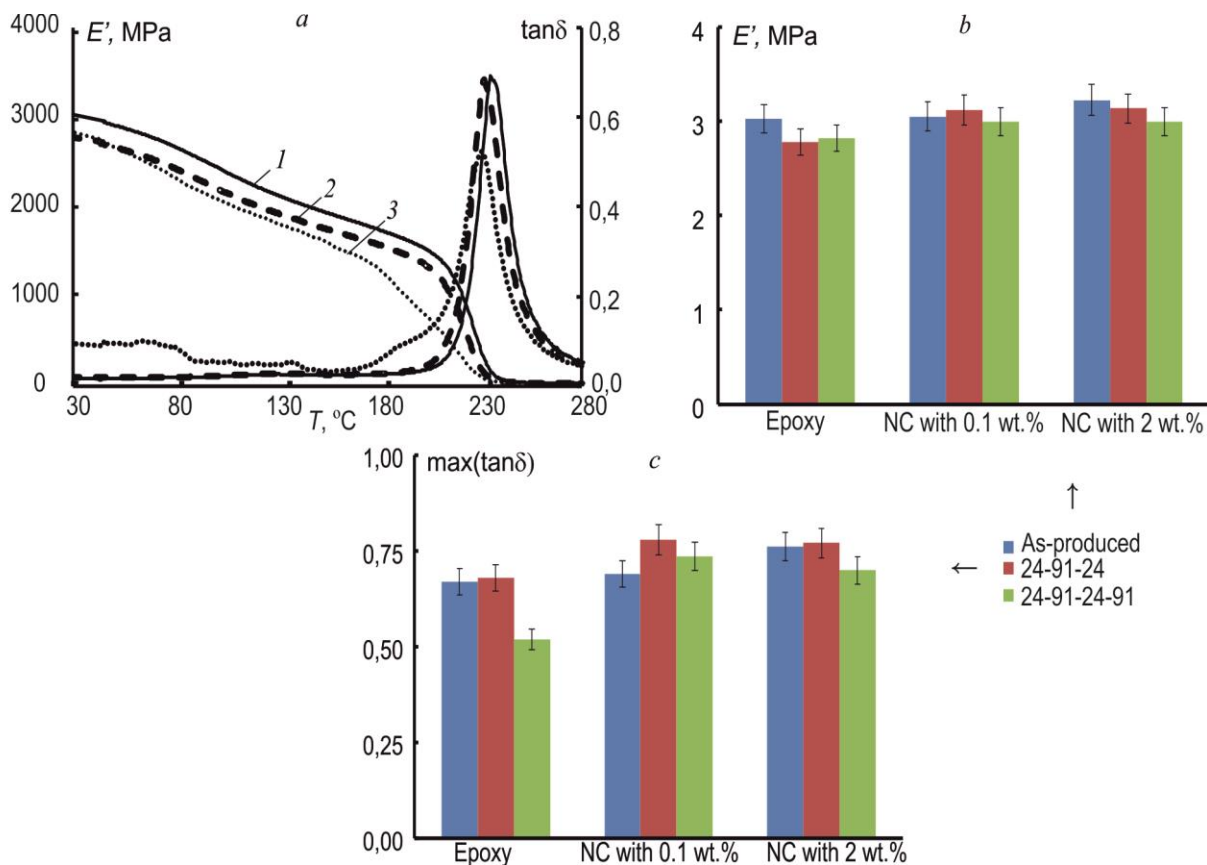 a
E', MPa
tanδ
4000
3000
2000
1000
0
0,8
0,6
0,4
0,2
0,0
1
2
3
30 80 130 180 230 280
T, ºC
b
E', MPa
4
3
2
1
0
Epoxy NC with 0.1 wt.% NC with 2 wt.%
c
max(tanδ)
1,00
0,75
0,50
0,25
0,00
Epoxy NC with 0.1 wt.% NC with 2 wt.%
↑
←
As-produced
24-91-24
24-91-24-91